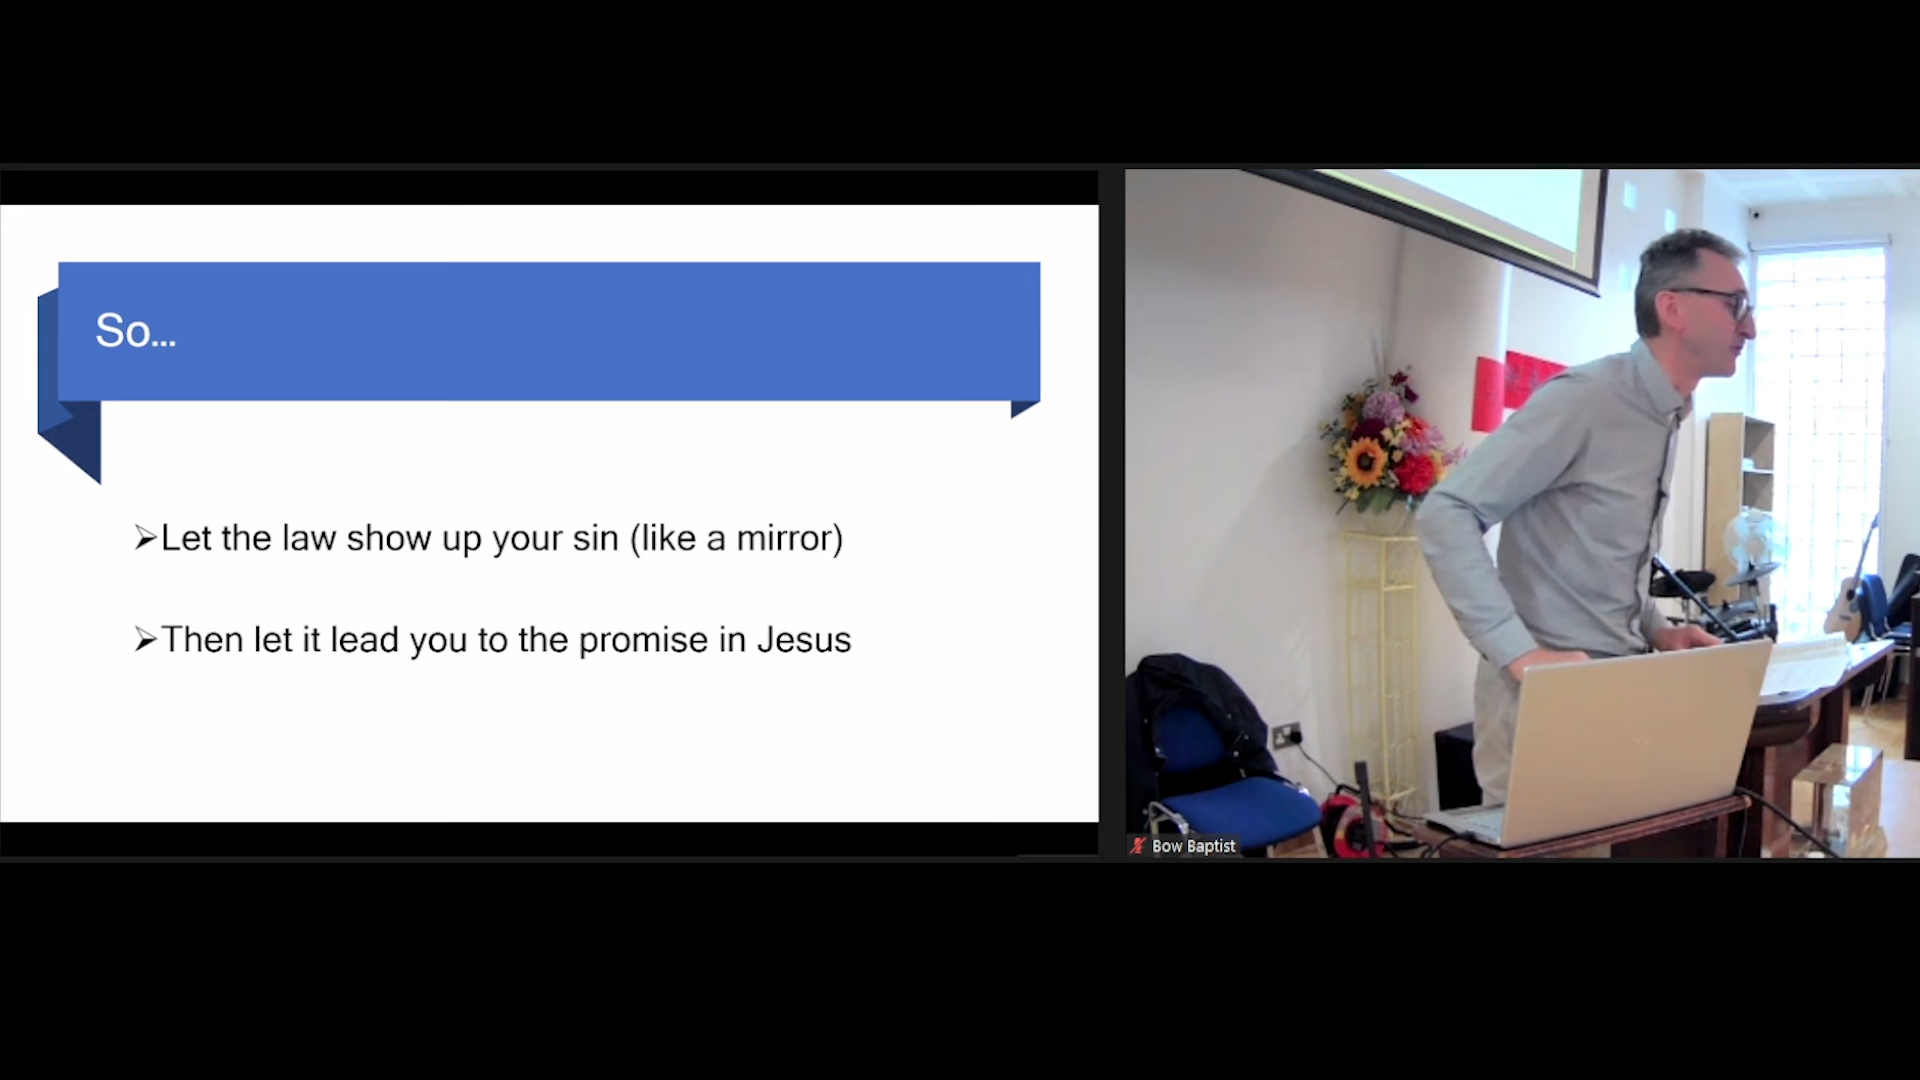 So...
➢Let the law show up your sin (like a mirror)
➢Then let it lead you to the promise in Jesus
Bow Baptist